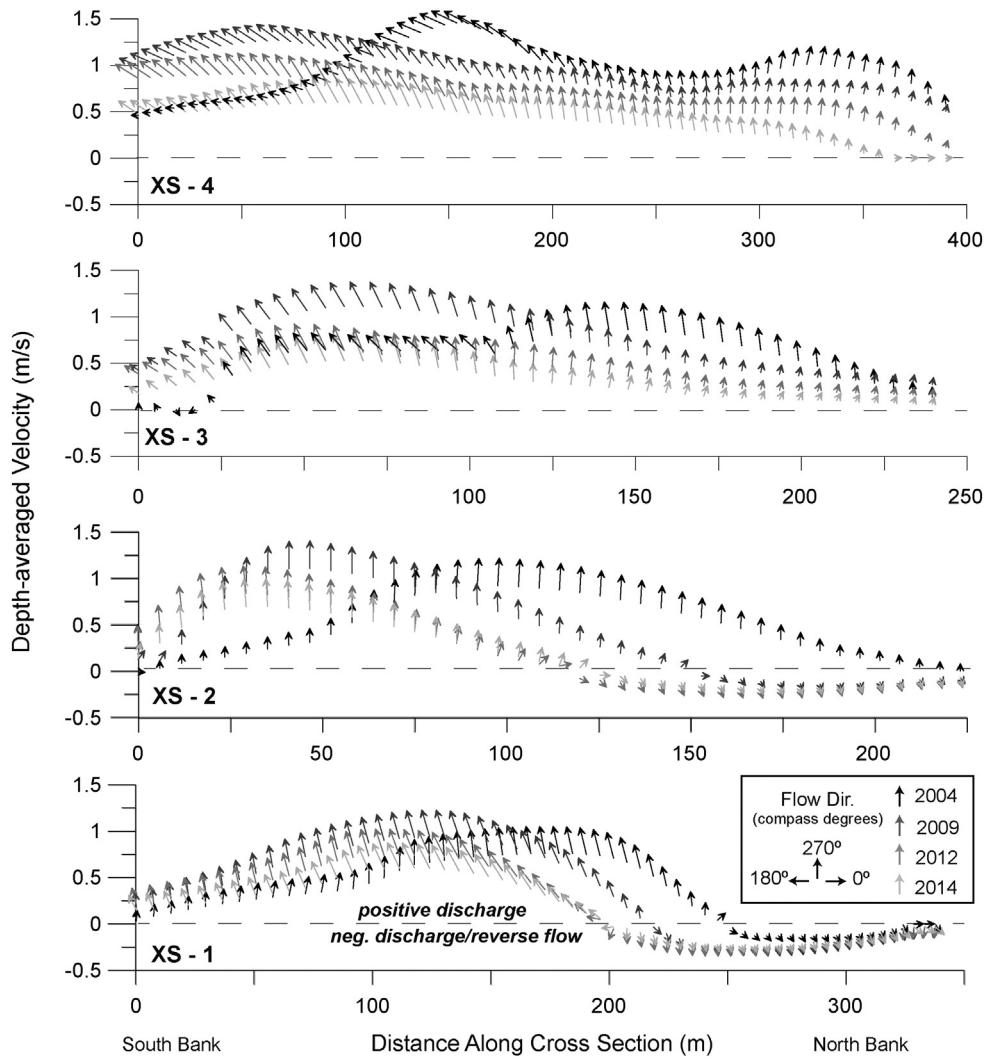 Depth-averaged Velocity (m/s)
1.5
1
0.5
0
-0.5
XS - 4
0 100 200 300 400
1.5
1
0.5
0
-0.5
XS - 3
0 50 100 150 200 250
1.5
1
0.5
0
-0.5
XS - 2
0 50 100 150 200
1.5
1
0.5
0
-0.5
XS - 1
positive discharge
neg. discharge/reverse flow
Flow Dir.
(compass degrees)
270º
180º 0º
2004
2009
2012
2014
0 100 200 300
South Bank
Distance Along Cross Section (m)
North Bank